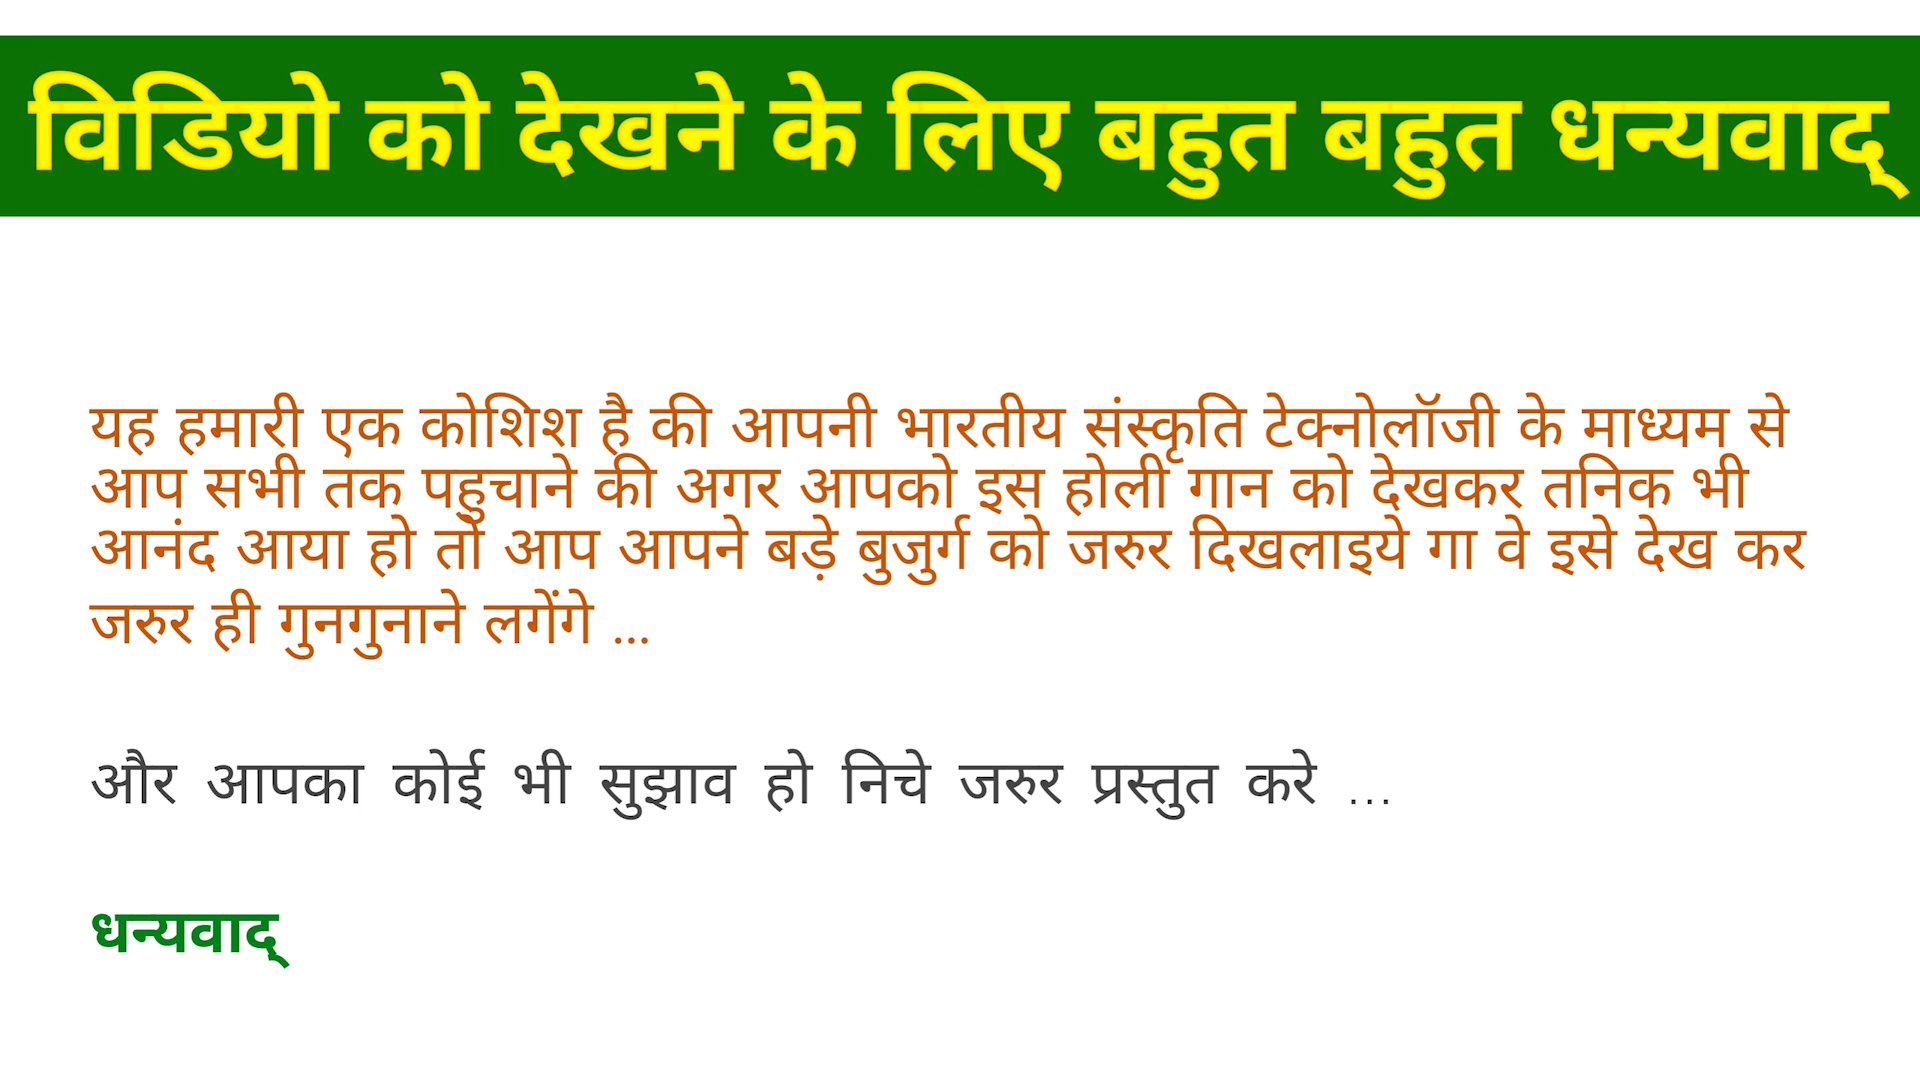 विडियो को देखने के लिए बहुत बहुत धन्यवाद्
यह हमारी एक कोशिश है की आपनी भारतीय संस्कृति टेक्नोलॉजी के माध्यम से
आप सभी तक पहुचाने की अगर आपको इस होली गान को देखकर तनिक भी
आनंद आया हो तो आप आपने बड़े बुजुर्ग को जरुर दिखलाइये गा वे इसे देख कर
जरुर ही गुनगुनाने लगेंगे ...
और आपका कोई भी सुझाव हो निचे जरुर प्रस्तुत करे ...
धन्यवाद्